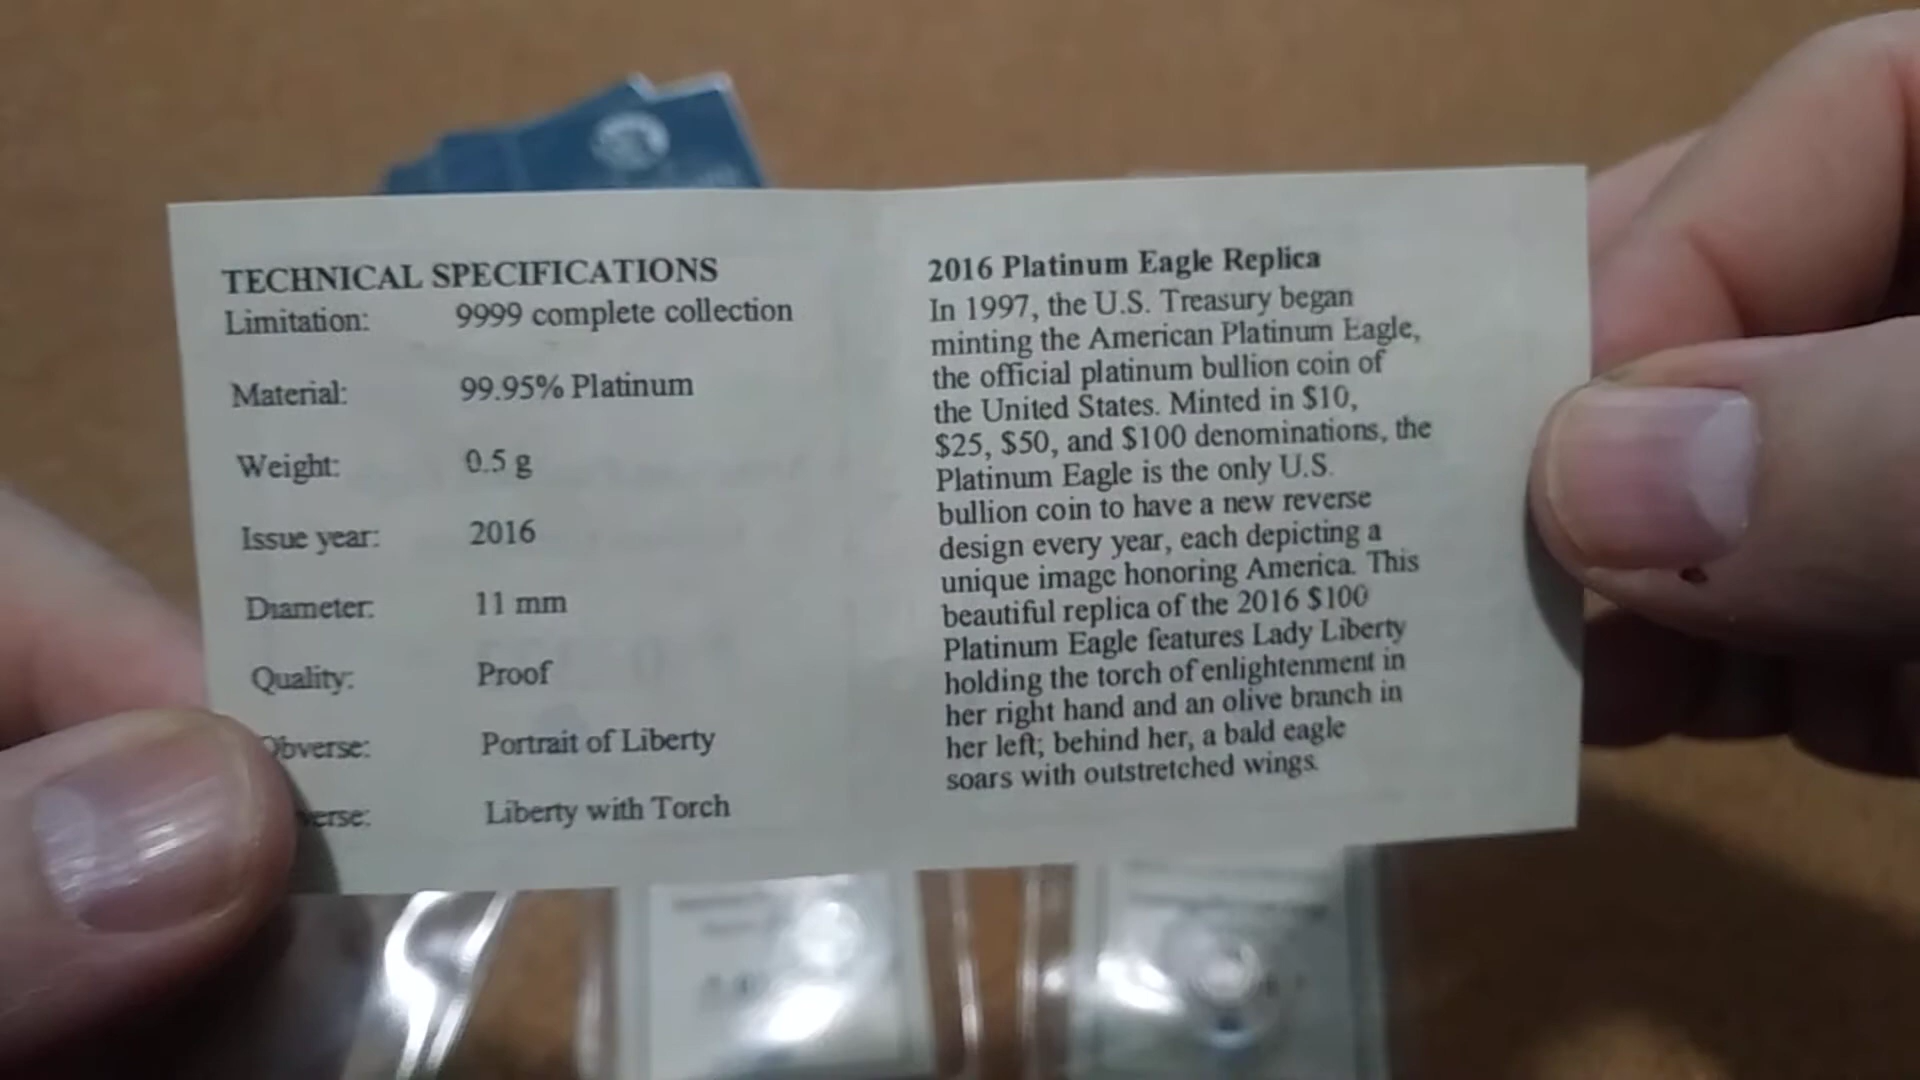 TECHNICAL SPECIFICATIONS
Limitation: 9999 complete collection
Material: 99.95% Platinum
Weight: 0.5 g
Issue year: 2016
Diameter: 11 mm
Quality: Proof
Obverse: Portrait of Liberty
erse: Liberty with Torch
2016 Platinum Eagle Replica
In 1997, the U.S. Treasury began
minting the American Platinum Eagle,
the official platinum bullion coin of
the United States. Minted in $10,
$25, $50, and $100 denominations, the
Platinum Eagle is the only U.S.
bullion coin to have a new reverse
design every year, each depicting a
unique image honoring America. This
beautiful replica of the 2016 $100
Platinum Eagle features Lady Liberty
holding the torch of enlightenment in
her right hand and an olive branch in
her left; behind her, a bald eagle
soars with outstretched wings.